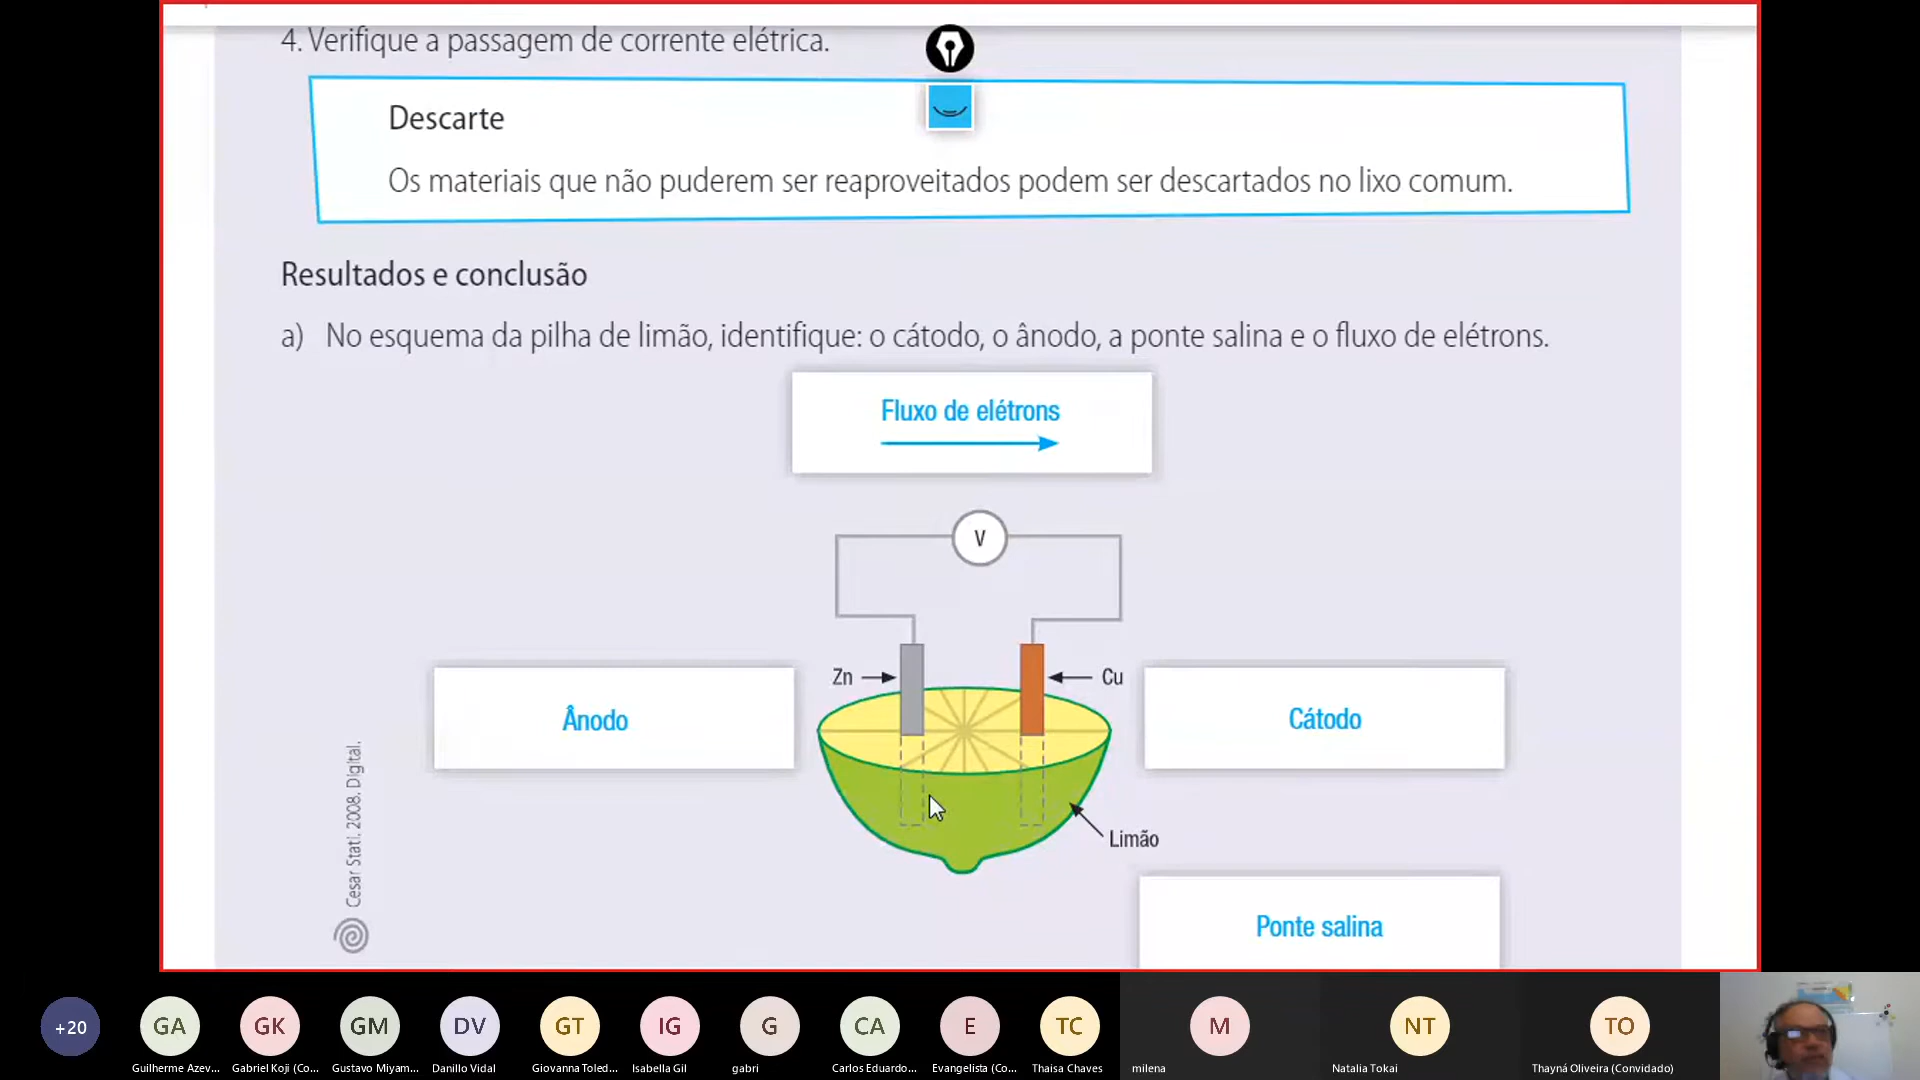 4. Verifique a passagem de corrente elétrica.
Descarte
Os materiais que não puderem ser reaproveitados podem ser descartados no lixo comum.
Resultados e conclusão
a) No esquema da pilha de limão, identifique: o cátodo, o ânodo, a ponte salina e o fluxo de elétrons.
Fluxo de elétrons
V
Zn
Cu
Ânodo
Cátodo
Limão
Cesar Stati. 2008. Digital.
Ponte salina
+20
GA
GK
GM
DV
GT
IG
G
CA
E
TC
M
NT
TO
Guilherme Azev...
Gabriel Koji (Co...
Gustavo Miyam...
Danillo Vidal
Giovanna Toled...
Isabella Gil
gabri
Carlos Eduardo...
Evangelista (Co...
Thaisa Chaves
milena
Natalia Tokai
Thayná Oliveira (Convidado)